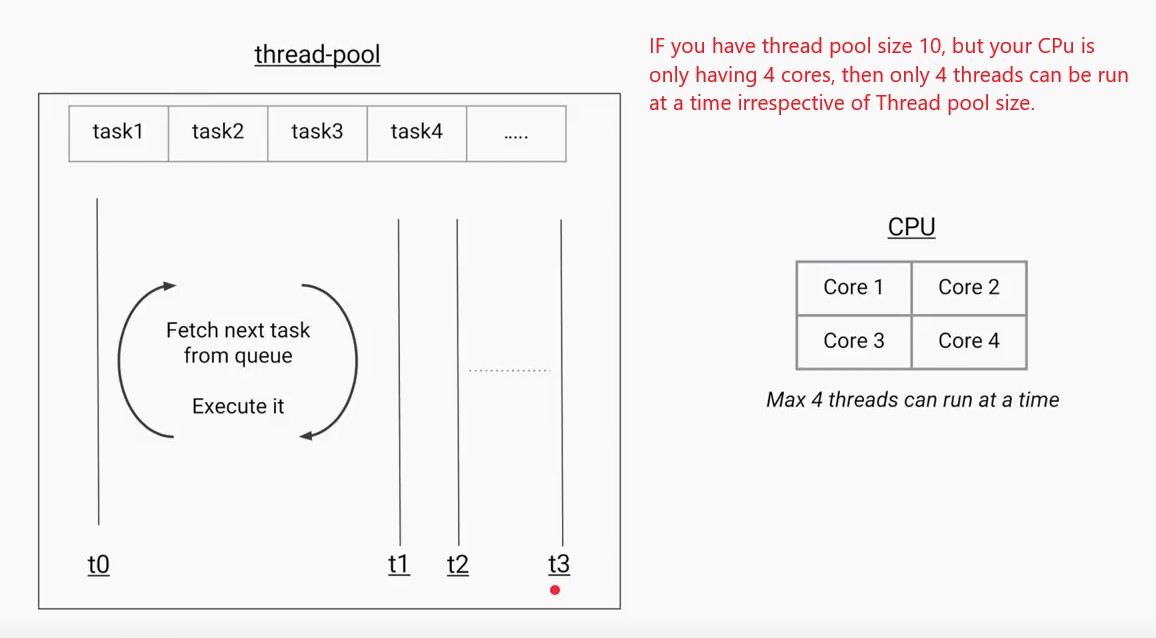 thread-pool
IF you have thread pool size 10, but your CPu is
only having 4 cores, then only 4 threads can be run
at a time irrespective of Thread pool size.
task1 task2 task3 task4 .....
Fetch next task
from queue
Execute it
t0 t1 t2 t3
CPU
Core 1 Core 2
Core 3 Core 4
Max 4 threads can run at a time